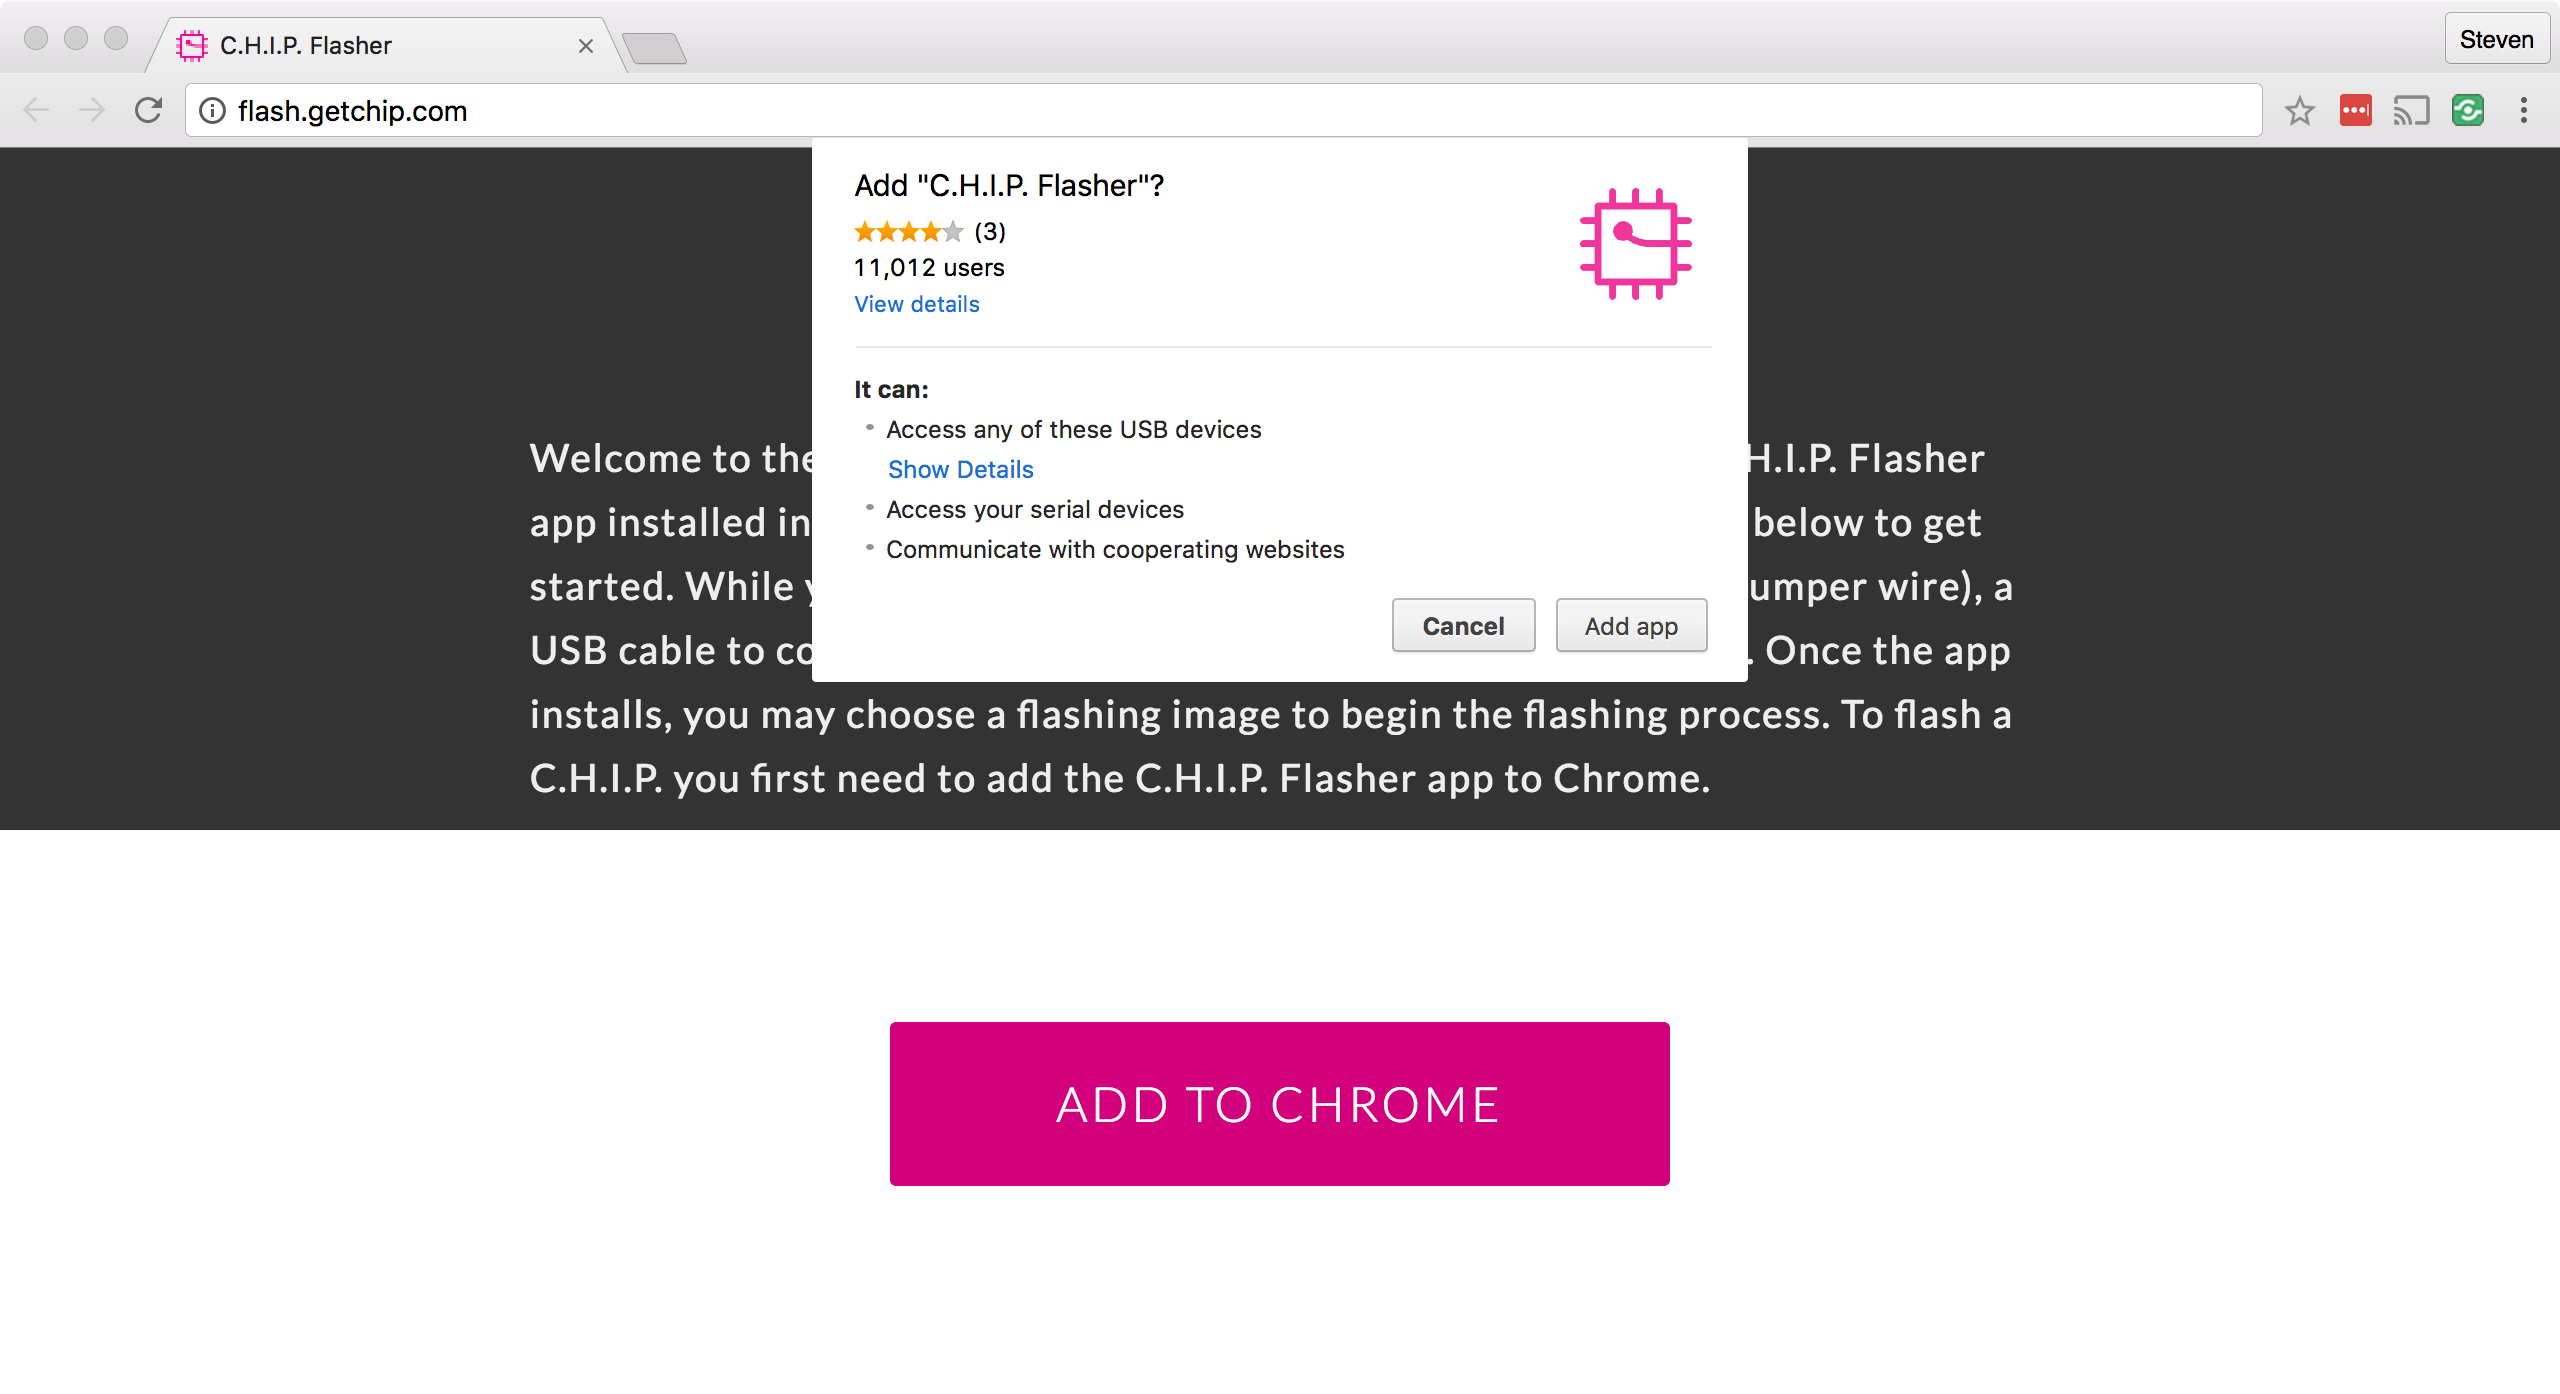 C.H.I.P. Flasher
Steven
flash.getchip.com
Add "C.H.I.P. Flasher"?
(3)
11,012 users
View details
It can:
Access any of these USB devices
Show Details
Access your serial devices
Communicate with cooperating websites
Cancel Add app
Welcome to the H.I.P. Flasher
app installed in below to get
started. While umper wire), a
USB cable to co . Once the app
installs, you may choose a flashing image to begin the flashing process. To flash a
C.H.I.P. you first need to add the C.H.I.P. Flasher app to Chrome.
ADD TO CHROME